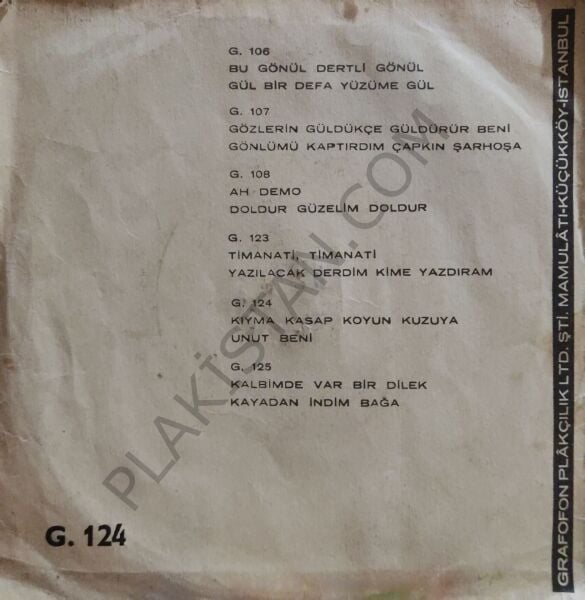 G. 106
BU GÖNÜL DERTLİ GÖNÜL
GÜL BİR DEFA YÜZÜME GÜL
G. 107
GÖZLERİN GÜLDÜKÇE GÜLDÜRÜR BENİ
GÖNLÜMÜ KAPTIRDIM ÇAPKIN ŞARHOŞA
G. 108
AH DEMO
DOLDUR GÜZELİM DOLDUR
G. 123
TİMANATİ, TİMANATİ
YAZILAÇAK DERDİM KİME YAZDIRAM
G. 124
KIYMA KASAP KOYUN KUZUYA
UNUT BENİ
G. 125
KALBİMDE VAR BİR DİLEK
KAYADAN İNDİM BAĞA
G. 124
GRAFOFON PLÂKÇILIK LTD. ŞTİ. MAMULÂTI-KÜÇÜKKÖY-İSTANBUL
PLAKİSTAN.COM